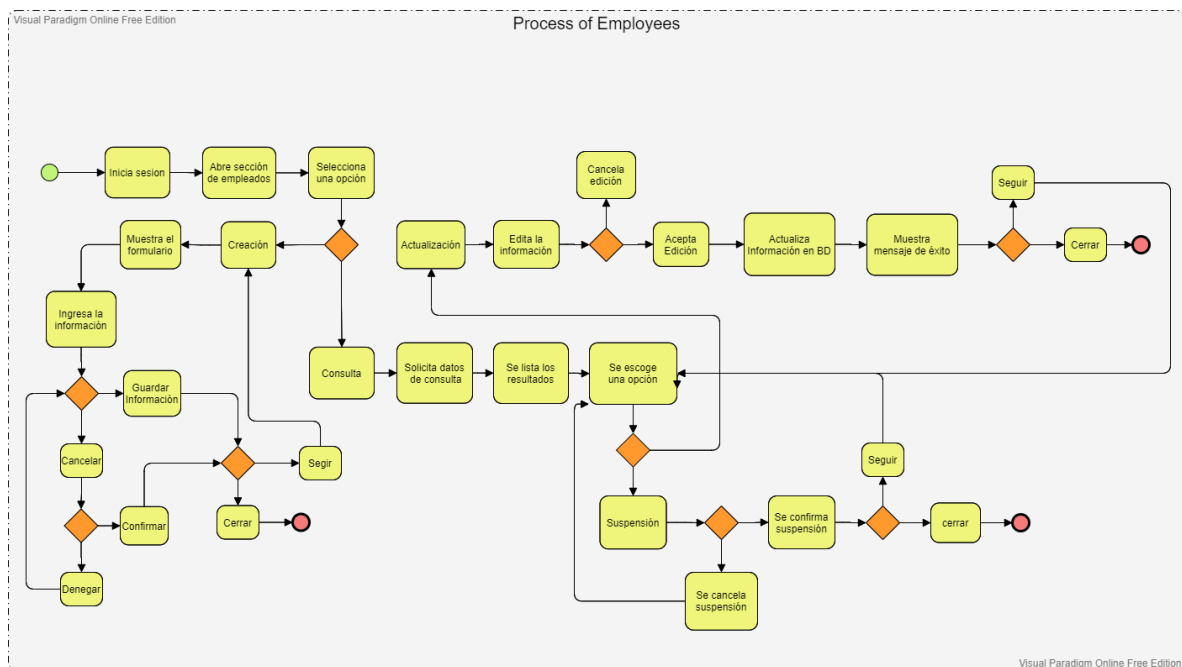 Visual Paradigm Online Free Edition
Process of Employees
Inicia sesion
Abre sección
de empleados
Selecciona
una opción
Cancela
edición
Seguir
Muestra el
formulario
Creación
Actualización
Edita la
información
Acepta
Edición
Actualiza
Información en BD
Muestra
mensaje de éxito
Cerrar
Ingresa la
información
Consulta
Solicita datos
de consulta
Se lista los
resultados
Se escoge
una opción
Guardar
Información
Cancelar
Segir
Seguir
Confirmar
Cerrar
Suspensión
Se confirma
suspensión
cerrar
Denegar
Se cancela
suspensión
Visual Paradigm Online Free Edition